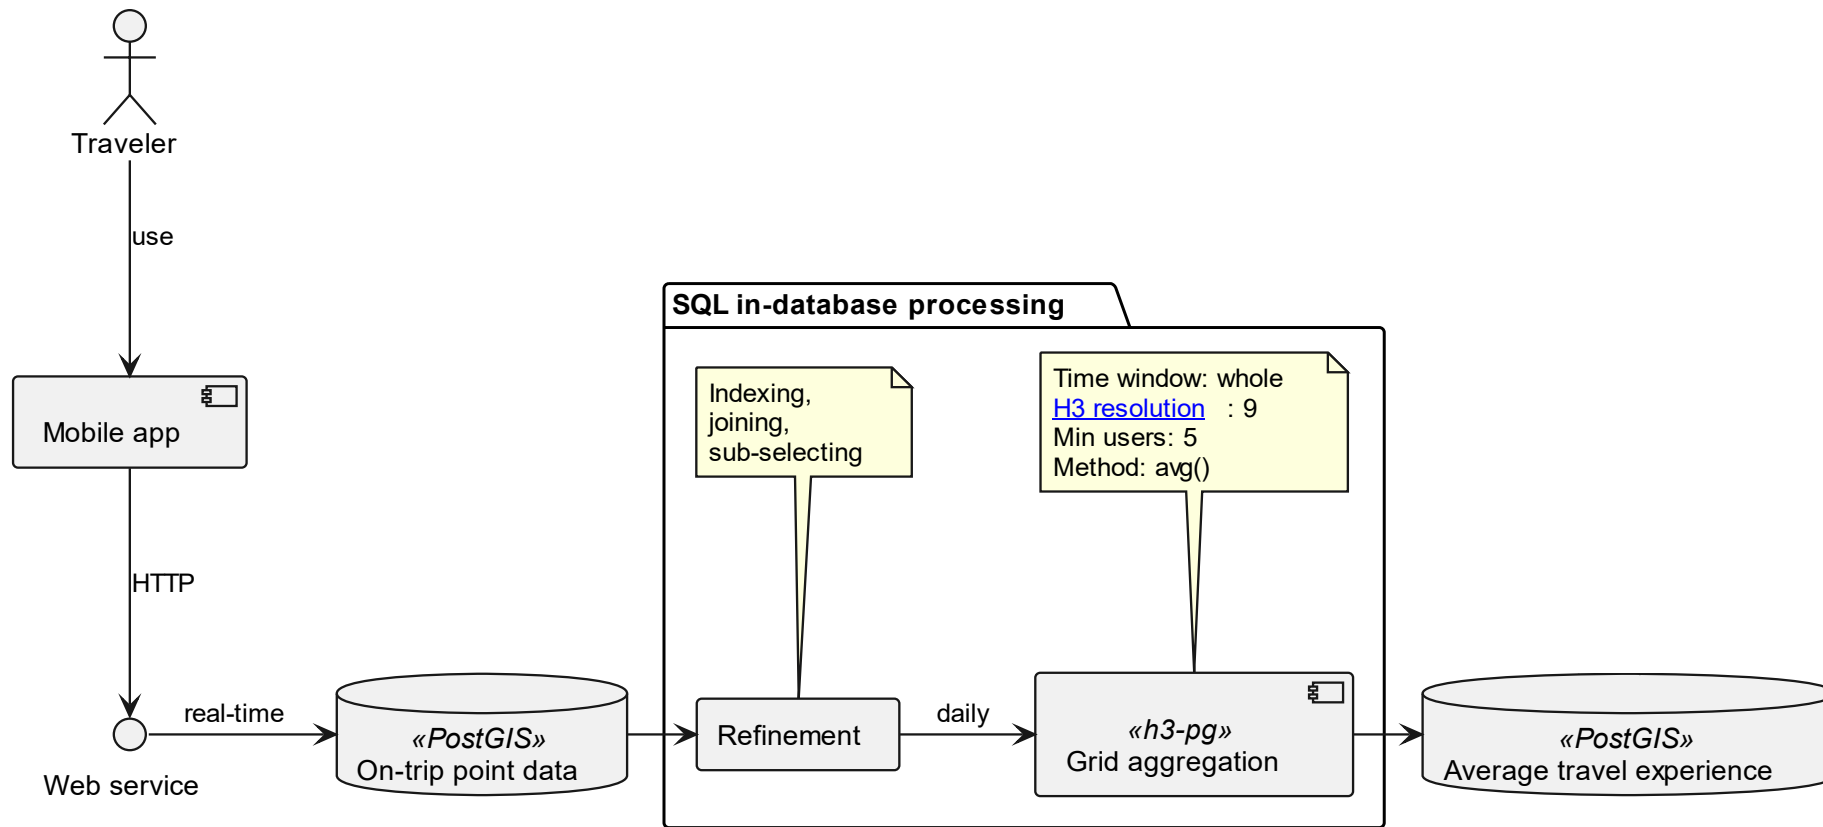 Traveler
use
Mobile app
HTTP
Web service
real-time
«PostGIS»
On-trip point data
SQL in-database processing
Indexing,
joining,
sub-selecting
Refinement
daily
Time window: whole
H3 resolution : 9
Min users: 5
Method: avg()
«h3-pg»
Grid aggregation
«PostGIS»
Average travel experience